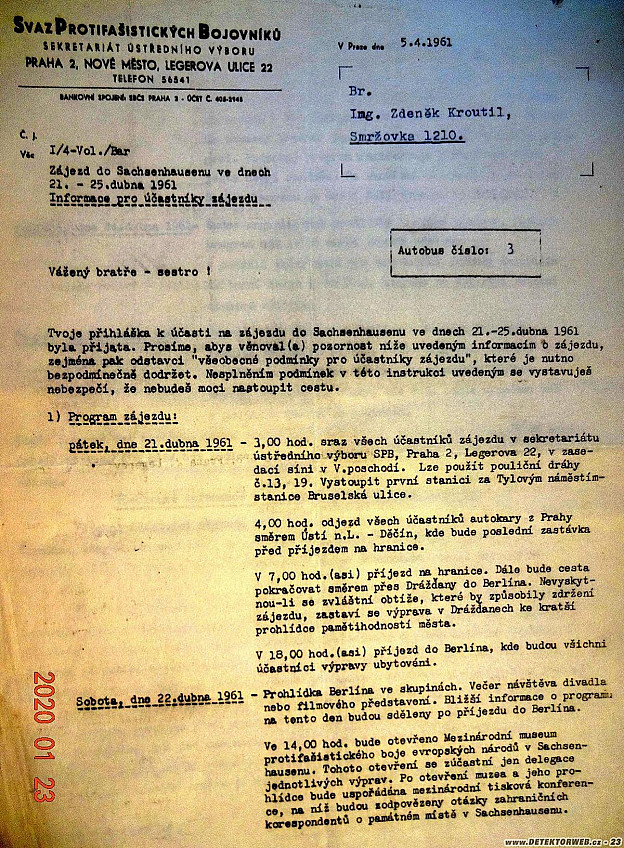 SVAZ PROTIFAŠISTICKÝCH BOJOVNÍKŮ
SEKRETARIÁT ÚSTŘEDNÍHO VÝBORU
PRAHA 2, NOVÉ MĚSTO, LEGEROVA ULICE 22
TELEFON 56541
BANKOVNÍ SPOJENÍ: SBČS PRAHA 2 - ÚČET Č.
V Praze dne 5.4.1961
Br.
Ing. Zdeněk Kroutil,
Smržovka 1210.
Č. j.
Věc I/4-Vol./Bar
Zájezd do Sachsenhausenu ve dnech
21. - 25.dubna 1961
Informace pro účastníky zájezdu
Autobus číslo: 3
Vážený bratře - sestro !
Tvoje přihláška k účasti na zájezdu do Sachsenhausenu ve dnech 21.-25.dubna 1961
byla přijata. Prosíme, abys věnoval(a) pozornost níže uvedeným informacím o zájezdu,
zejména pak odstavci "všeobecné podmínky pro účastníky zájezdu", které je nutno
bezpodmínečně dodržet. Nesplněním podmínek v této instrukci uvedeným se vystavuješ
nebezpečí, že nebudeš moci nastoupit cestu.
1) Program zájezdu:
pátek, dne 21.dubna 1961 - 3,00 hod. sraz všech účastníků zájezdu v sekretariátu
ústředního výboru SPB, Praha 2, Legerova 22, v zase-
dací síni v V.poschodí. Lze použít pouliční dráhy
č.13, 19. Vystoupit první stanici za Tylovým náměstím-
stanice Bruselská ulice.
4,00 hod. odjezd všech účastníků autokary z Prahy
směrem Ústí n.L. - Děčín, kde bude poslední zastávka
před příjezdem na hranice.
V 7,00 hod.(asi) příjezd na hranice. Dále bude cesta
pokračovat směrem přes Drážďany do Berlína. Nevyskyt-
nou-li se zvláštní obtíže, které by způsobily zdržení
zájezdu, zastaví se výprava v Drážďanech ke kratší
prohlídce pamětihodností města.
V 18,00 hod.(asi) příjezd do Berlína, kde budou všichni
účastníci výpravy ubytováni.
Sobota, dne 22.dubna 1961 - Prohlídka Berlína ve skupinách. Večer návštěva divadla
nebo filmového představení. Bližší informace o programu
na tento den budou sděleny po příjezdu do Berlína.
Ve 14,00 hod. bude otevřeno Mezinárodní museum
protifašistického boje evropských národů v Sachsen-
hausenu. Tohoto otevření se zúčastní jen delegace
jednotlivých výprav. Po otevření muzea a jeho pro-
hlídce bude uspořádána mezinárodní tisková konferen-
ce, na níž budou zodpovězeny otázky zahraničních
korespondentů o památném místě v Sachsenhausenu.
2020 01 23
www.DETEKTORWEB.cz - 23